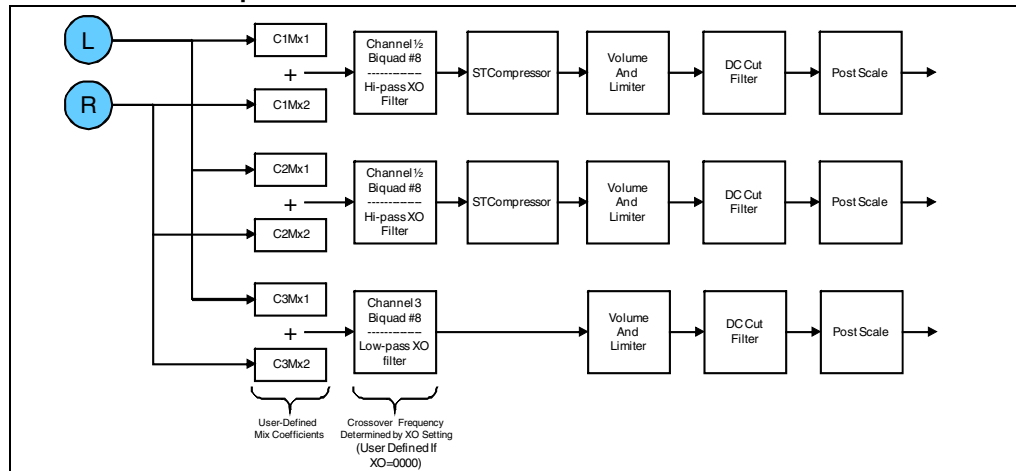 L
R
C1Mx1
+
C1Mx2
Channel ½
Biquad #8
-------------
Hi-pass XO
Filter
STCompressor
Volume
And
Limiter
DC Cut
Filter
Post Scale
C2Mx1
+
C2Mx2
Channel ½
Biquad #8
-------------
Hi-pass XO
Filter
STCompressor
Volume
And
Limiter
DC Cut
Filter
Post Scale
C3Mx1
+
C3Mx2
Channel 3
Biquad #8
-------------
Low-pass XO
filter
Volume
And
Limiter
DC Cut
Filter
Post Scale
User-Defined
Mix Coefficients
Crossover Frequency
Determined by XO Setting
(User Defined If
XO=0000)